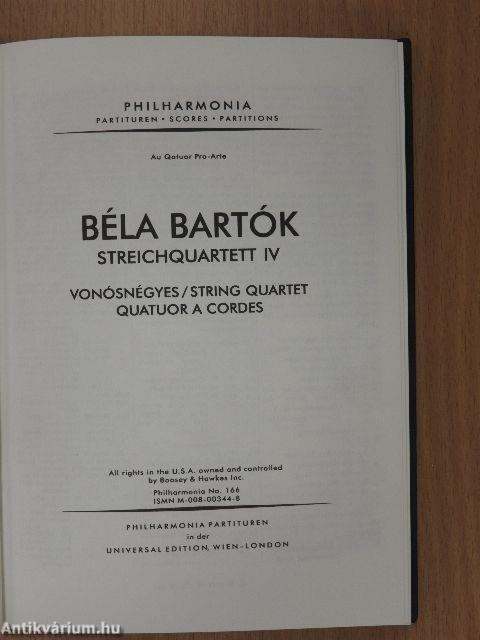 PHILHARMONIA
PARTITUREN • SCORES • PARTITIONS
Au Qatuor Pro-Arte
BÉLA BARTÓK
STREICHQUARTETT IV
VONÓSNÉGYES/STRING QUARTET
QUATUOR A CORDES
All rights in the U.S.A. owned and controlled
by Boosey & Hawkes Inc.
Philharmonia No. 166
ISMN M-008-00344-8
PHILHARMONIA PARTITUREN
in der
UNIVERSAL EDITION, WIEN–LONDON
Antikvárium.hu